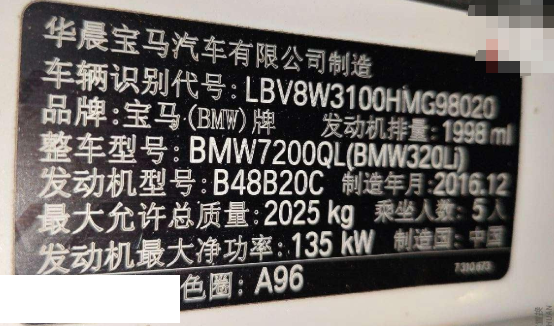 华晨宝马汽车有限公司制造
车辆识别代号: LBV8W3100HMG98020
品牌: 宝马(BMW)牌 发动机排量: 1998 ml
整车型号: BMW7200QL(BMW320Li)
发动机型号: B48B20C 制造年月: 2016.12
最大允许总质量: 2025 kg 乘坐人数: 5人
发动机最大净功率: 135 kW 制造国: 中国
色圈: A96 7310673